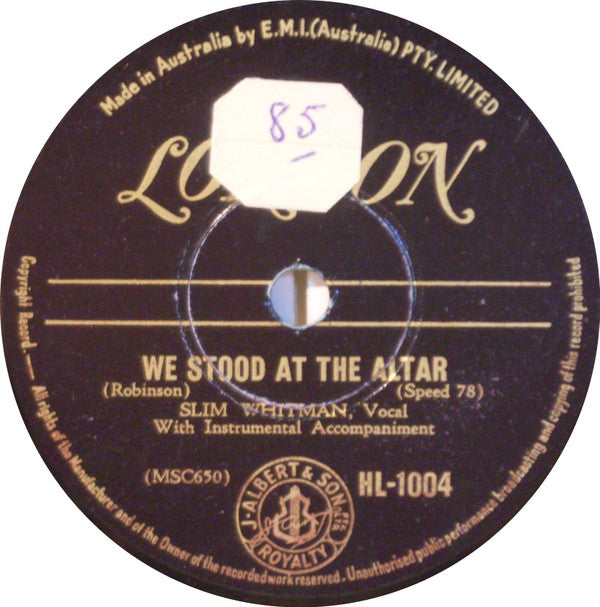 Made in Australia by E.M.I.(Australia) PTY. LIMITED
85
LO ON
WE STOOD AT THE ALTAR
(Robinson) (Speed 78)
SLIM WHITMAN, Vocal
With Instrumental Accompaniment
(MSC650) HL-1004
J. ALBERT & SON PTY. LTD.
ROYALTY
Copyright Record. — All rights of the Manufacturer and of the Owner of the recorded work reserved. Unauthorised public performance broadcasting and copying of this record prohibited